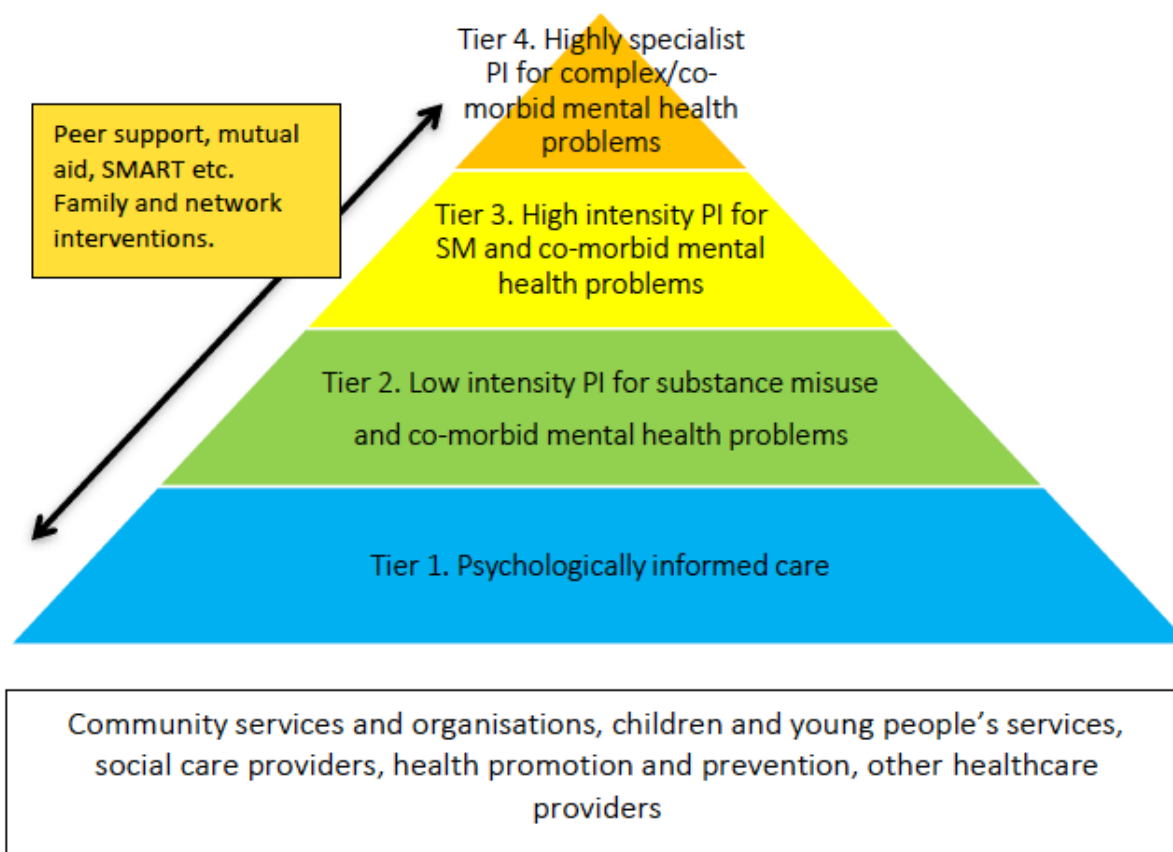 Tier 4. Highly specialist
PI for complex/co-
morbid mental health
problems
Peer support, mutual
aid, SMART etc.
Family and network
interventions.
Tier 3. High intensity PI for
SM and co-morbid mental
health problems
Tier 2. Low intensity PI for substance misuse
and co-morbid mental health problems
Tier 1. Psychologically informed care
Community services and organisations, children and young people’s services,
social care providers, health promotion and prevention, other healthcare
providers